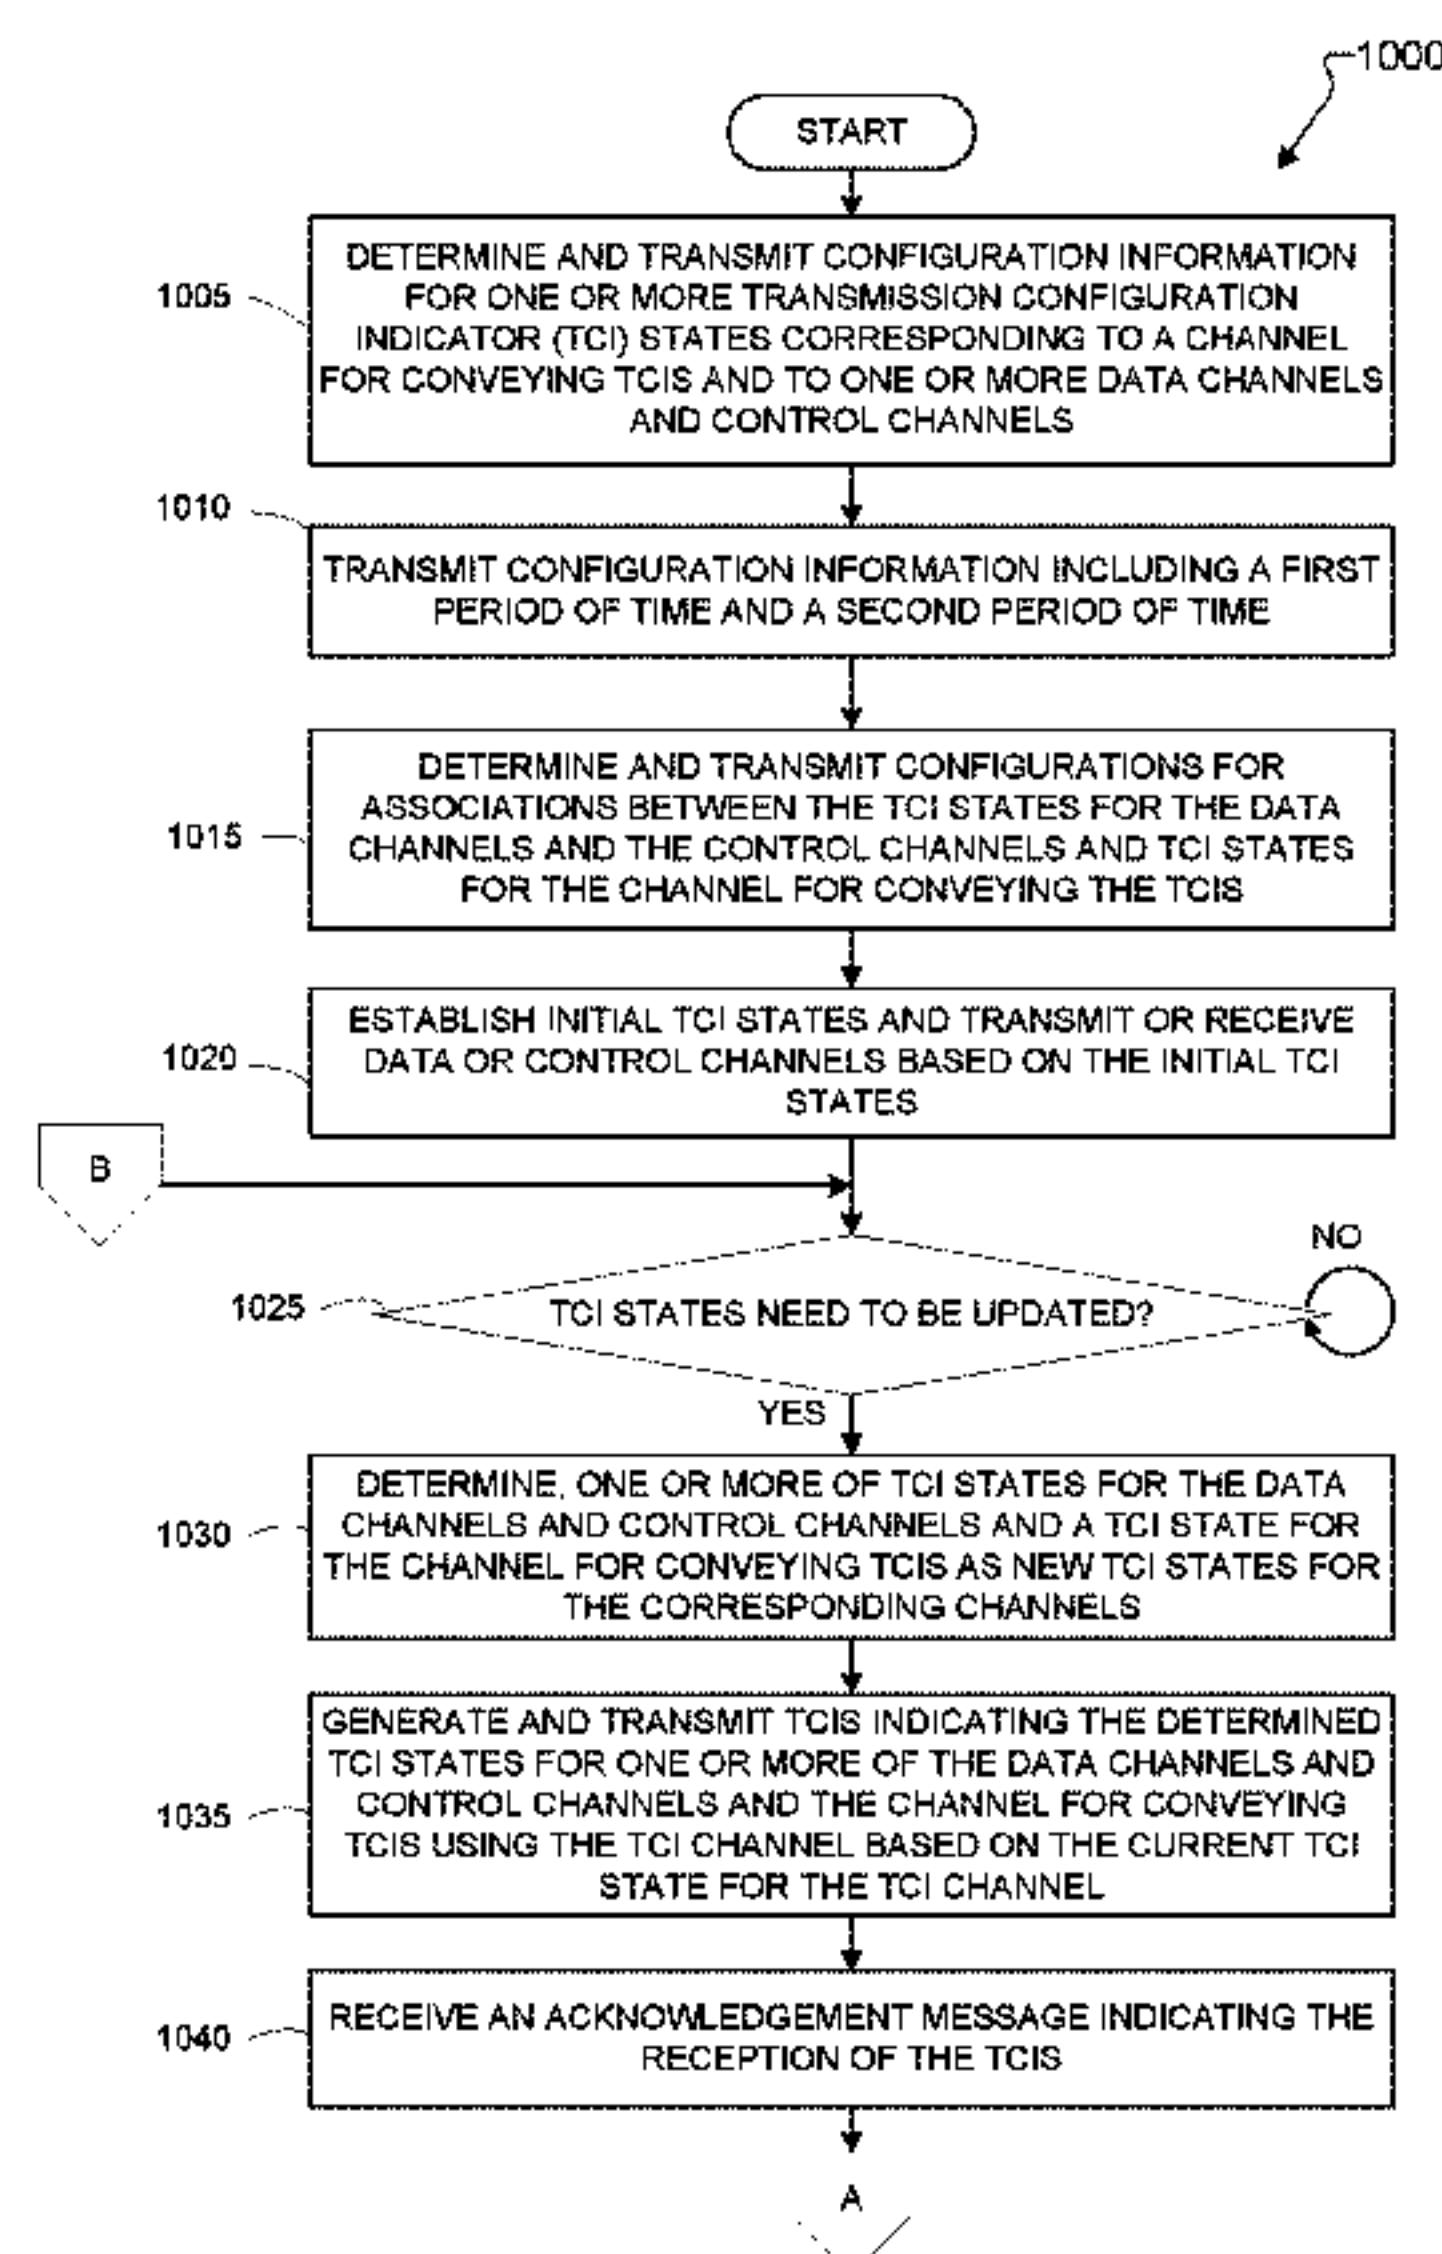 1000
START
1005
DETERMINE AND TRANSMIT CONFIGURATION INFORMATION
FOR ONE OR MORE TRANSMISSION CONFIGURATION
INDICATOR (TCI) STATES CORRESPONDING TO A CHANNEL
FOR CONVEYING TCIS AND TO ONE OR MORE DATA CHANNELS
AND CONTROL CHANNELS
1010
TRANSMIT CONFIGURATION INFORMATION INCLUDING A FIRST
PERIOD OF TIME AND A SECOND PERIOD OF TIME
1015
DETERMINE AND TRANSMIT CONFIGURATIONS FOR
ASSOCIATIONS BETWEEN THE TCI STATES FOR THE DATA
CHANNELS AND THE CONTROL CHANNELS AND TCI STATES
FOR THE CHANNEL FOR CONVEYING THE TCIS
1020
ESTABLISH INITIAL TCI STATES AND TRANSMIT OR RECEIVE
DATA OR CONTROL CHANNELS BASED ON THE INITIAL TCI
STATES
B
NO
1025
TCI STATES NEED TO BE UPDATED?
YES
1030
DETERMINE, ONE OR MORE OF TCI STATES FOR THE DATA
CHANNELS AND CONTROL CHANNELS AND A TCI STATE FOR
THE CHANNEL FOR CONVEYING TCIS AS NEW TCI STATES FOR
THE CORRESPONDING CHANNELS
1035
GENERATE AND TRANSMIT TCIS INDICATING THE DETERMINED
TCI STATES FOR ONE OR MORE OF THE DATA CHANNELS AND
CONTROL CHANNELS AND THE CHANNEL FOR CONVEYING
TCIS USING THE TCI CHANNEL BASED ON THE CURRENT TCI
STATE FOR THE TCI CHANNEL
1040
RECEIVE AN ACKNOWLEDGEMENT MESSAGE INDICATING THE
RECEPTION OF THE TCIS
A